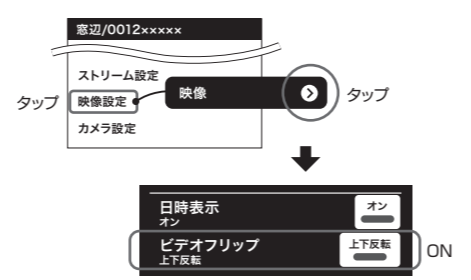 窓辺/0012×××××
ストリーム設定
タップ
映像設定
映像
タップ
カメラ設定
日時表示
オン
オン
ビデオフリップ
上下反転
上下反転
ON